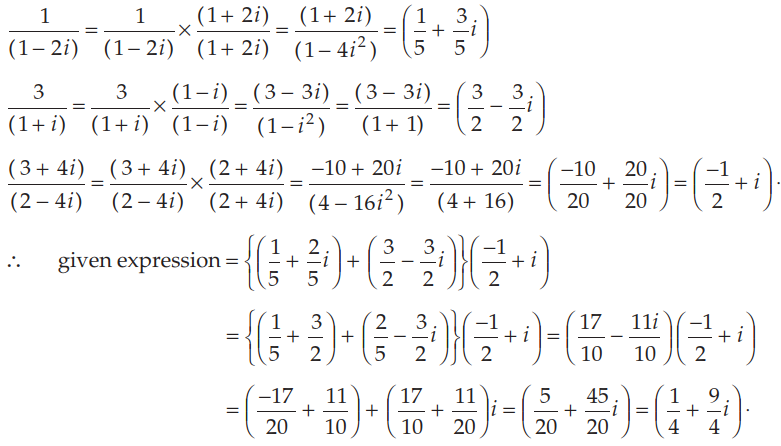 1/(1 − 2i) = 1/(1 − 2i) × (1 + 2i)/(1 + 2i) = (1 + 2i)/(1 − 4i²) = (1/5 + 3/5 i)
3/(1 + i) = 3/(1 + i) × (1 − i)/(1 − i) = (3 − 3i)/(1 − i²) = (3 − 3i)/(1 + 1) = (3/2 − 3/2 i)
(3 + 4i)/(2 − 4i) = (3 + 4i)/(2 − 4i) × (2 + 4i)/(2 + 4i) = −10 + 20i/(4 − 16i²) = −10 + 20i/(4 + 16) = (−10/20 + 20/20 i) = (−1/2 + i)·
∴ given expression = {(1/5 + 2/5 i) + (3/2 − 3/2 i)}(−1/2 + i)
= {(1/5 + 3/2) + (2/5 − 3/2 i)}(−1/2 + i) = (17/10 − 11i/10)(−1/2 + i)
= (−17/20 + 11/10) + (17/10 + 11/20)i = (5/20 + 45/20 i) = (1/4 + 9/4 i)·